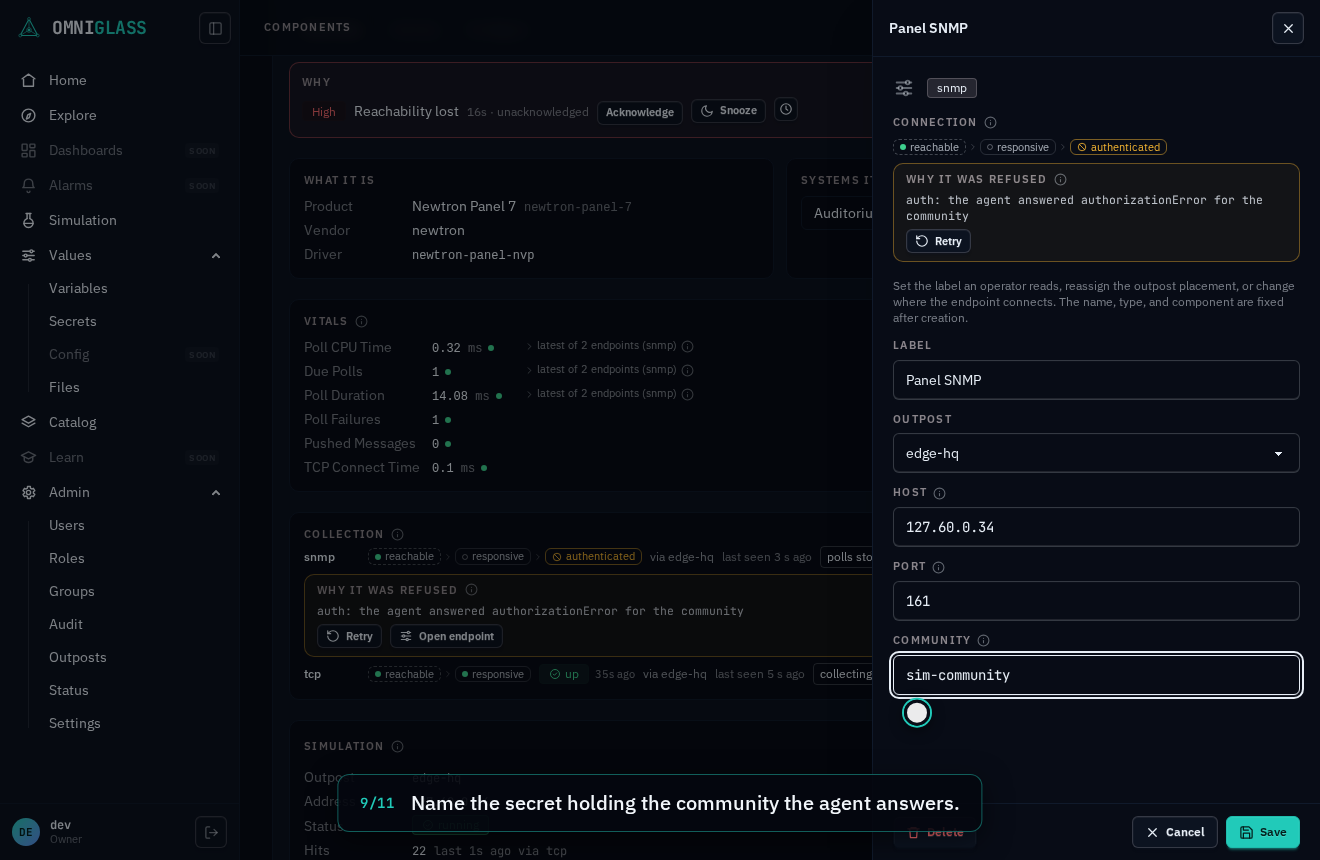 OMNIGLASS
Home
Explore
Dashboards SOON
Alarms SOON
Simulation
Values
Variables
Secrets
Config SOON
Files
Catalog
Learn SOON
Admin
Users
Roles
Groups
Audit
Outposts
Status
Settings
DE dev
Owner
COMPONENTS
WHY
High Reachability lost 16s · unacknowledged Acknowledge Snooze
WHAT IT IS
Product Newtron Panel 7 newtron-panel-7
Vendor newtron
Driver newtron-panel-nvp
SYSTEMS IT
Auditoriu
VITALS
Poll CPU Time 0.32 ms › latest of 2 endpoints (snmp)
Due Polls 1 › latest of 2 endpoints (snmp)
Poll Duration 14.08 ms › latest of 2 endpoints (snmp)
Poll Failures 1
Pushed Messages 0
TCP Connect Time 0.1 ms
COLLECTION
snmp reachable › responsive › authenticated via edge-hq last seen 3 s ago polls sto
WHY IT WAS REFUSED
auth: the agent answered authorizationError for the community
Retry Open endpoint
tcp reachable › responsive up 35s ago via edge-hq last seen 5 s ago collecting
SIMULATION
Outpo edge-hq
Addre
Status
Hits 22 last 1s ago via tcp
Panel SNMP
snmp
CONNECTION
reachable › responsive › authenticated
WHY IT WAS REFUSED
auth: the agent answered authorizationError for the
community
Retry
Set the label an operator reads, reassign the outpost placement, or change
where the endpoint connects. The name, type, and component are fixed
after creation.
LABEL
Panel SNMP
OUTPOST
edge-hq
HOST
127.60.0.34
PORT
161
COMMUNITY
sim-community
9/11 Name the secret holding the community the agent answers.
Delete Cancel Save